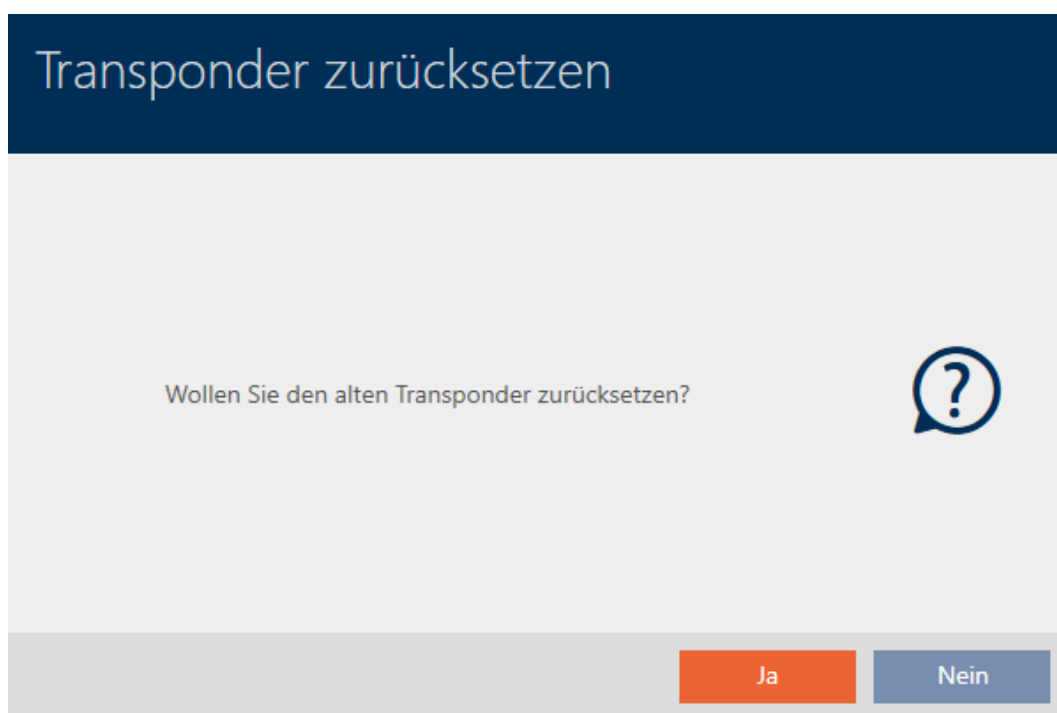 Transponder zurücksetzen
Wollen Sie den alten Transponder zurücksetzen?
?
Ja
Nein